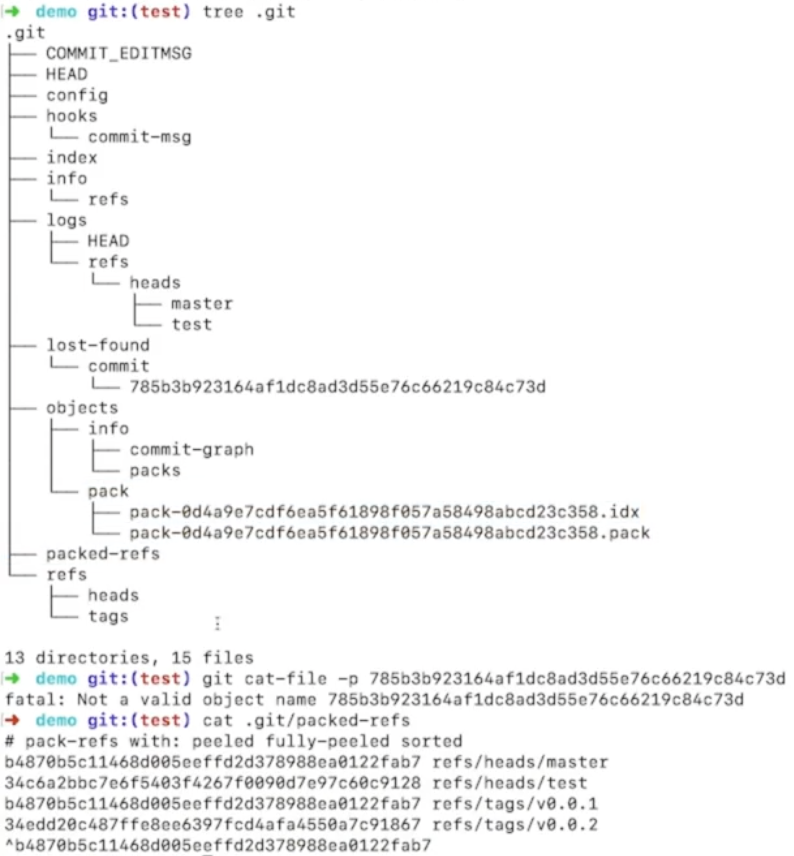 ➜ demo git:(test) tree .git
.git
├── COMMIT_EDITMSG
├── HEAD
├── config
├── hooks
│   └── commit-msg
├── index
├── info
│   └── refs
├── logs
│   ├── HEAD
│   └── refs
│       └── heads
│           ├── master
│           └── test
├── lost-found
│   └── commit
│       └── 785b3b923164af1dc8ad3d55e76c66219c84c73d
├── objects
│   ├── info
│   │   ├── commit-graph
│   │   └── packs
│   └── pack
│       ├── pack-0d4a9e7cdf6ea5f61898f057a58498abcd23c358.idx
│       └── pack-0d4a9e7cdf6ea5f61898f057a58498abcd23c358.pack
├── packed-refs
└── refs
    ├── heads
    └── tags
13 directories, 15 files
➜ demo git:(test) git cat-file -p 785b3b923164af1dc8ad3d55e76c66219c84c73d
fatal: Not a valid object name 785b3b923164af1dc8ad3d55e76c66219c84c73d
➜ demo git:(test) cat .git/packed-refs
# pack-refs with: peeled fully-peeled sorted
b4870b5c11468d005eeffd2d378988ea0122fab7 refs/heads/master
34c6a2bbc7e6f5403f4267f0090d7e97c60c9128 refs/heads/test
b4870b5c11468d005eeffd2d378988ea0122fab7 refs/tags/v0.0.1
34edd20c487ffe8ee6397fcd4afa4550a7c91867 refs/tags/v0.0.2
^b4870b5c11468d005eeffd2d378988ea0122fab7